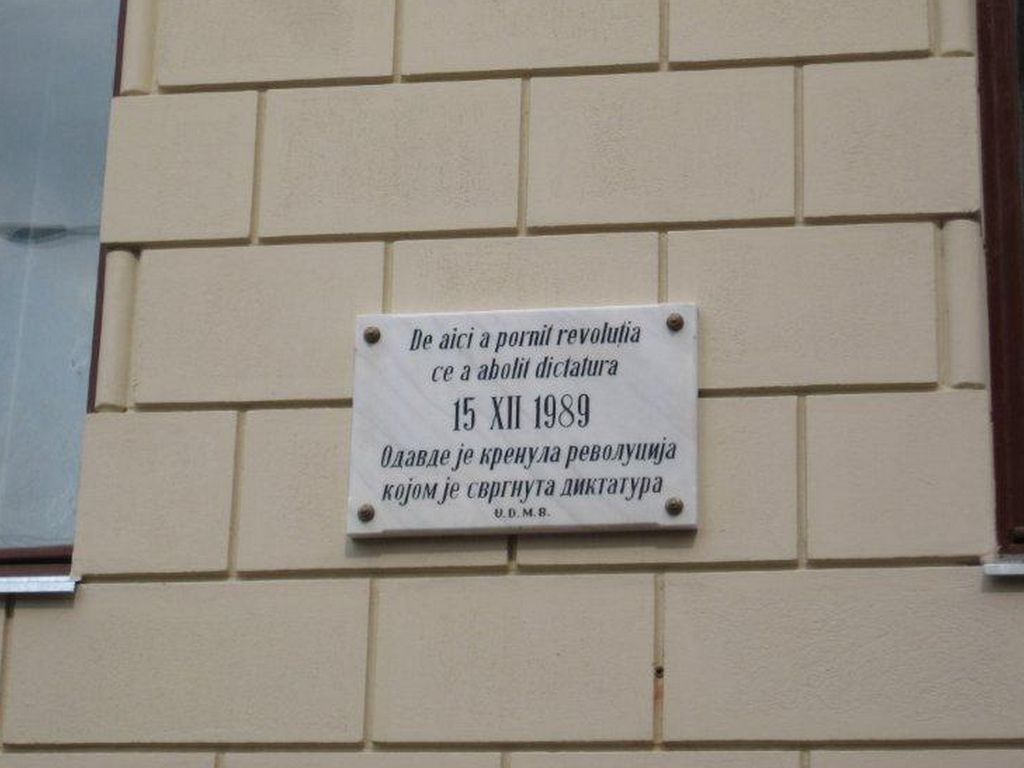 De aici a pornit revoluția
ce a abolit dictatura
15 XII 1989
Одавде је кренула револуција
којом је свргнута диктатура
U.D.M.B.